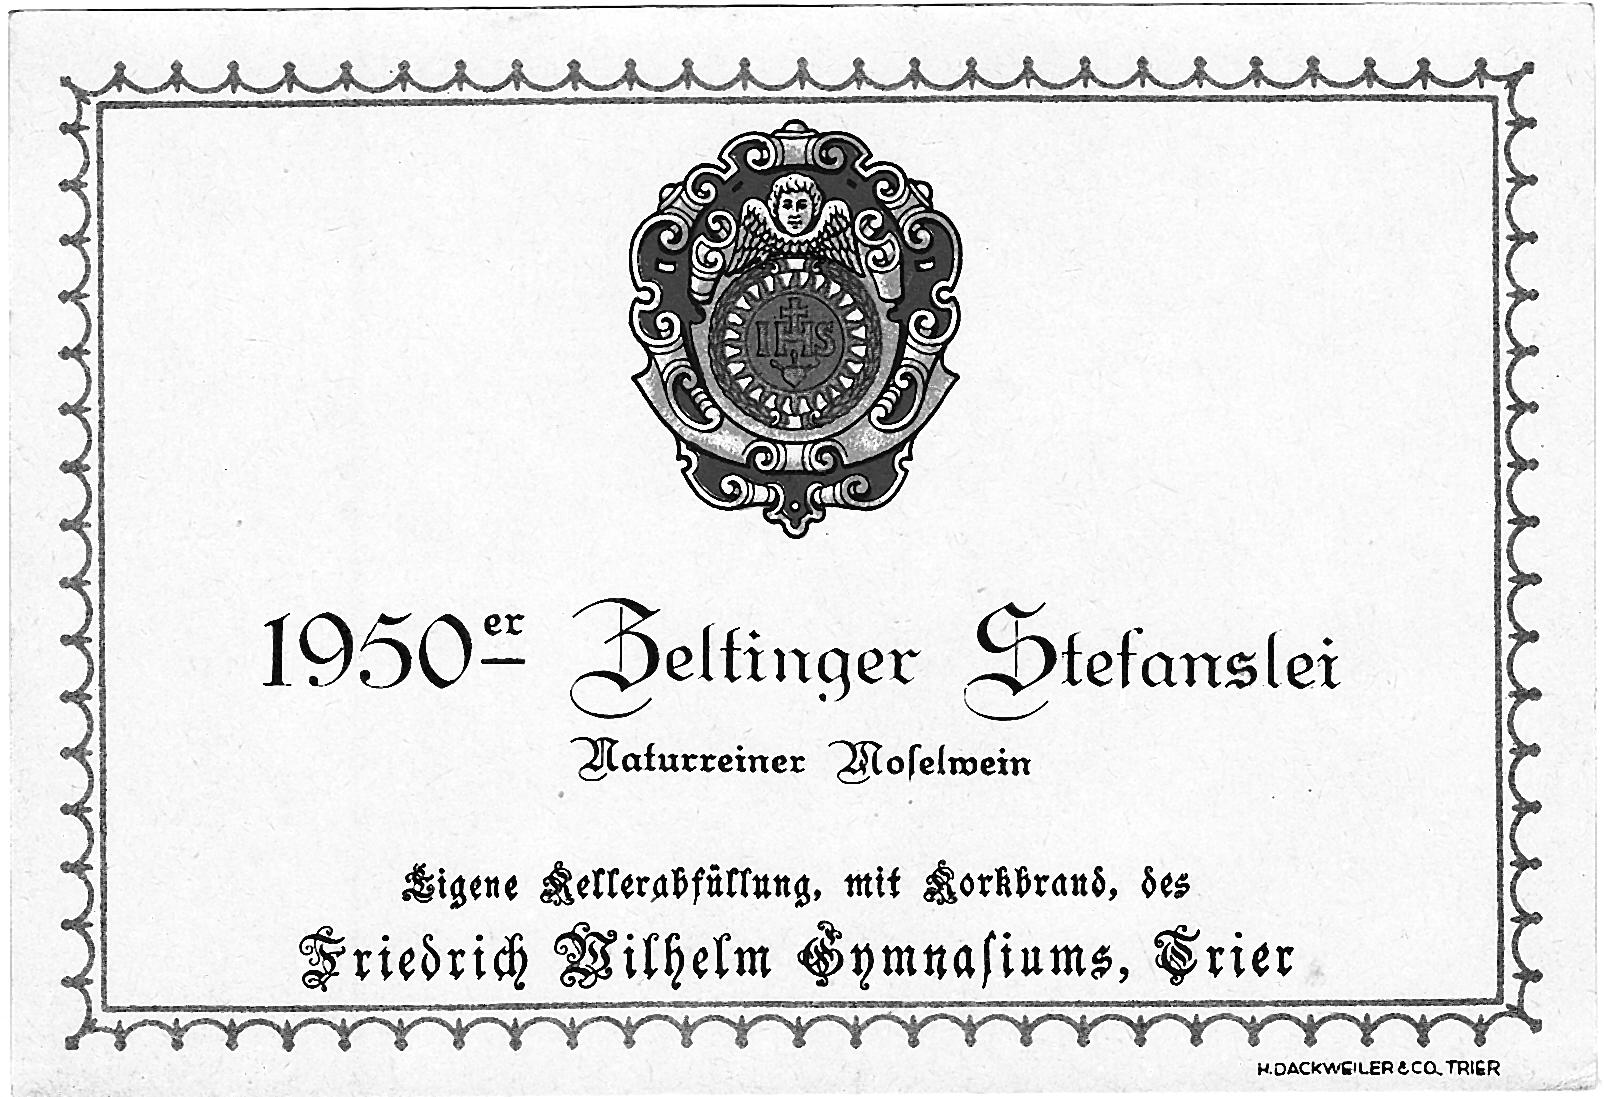 IHS
1950er Zeltinger Stefanslei
Naturreiner Moselwein
Eigene Kellerabfüllung, mit Korkbrand, des
Friedrich Wilhelm Gymnasiums, Trier
H. DACKWEILER & CO. TRIER